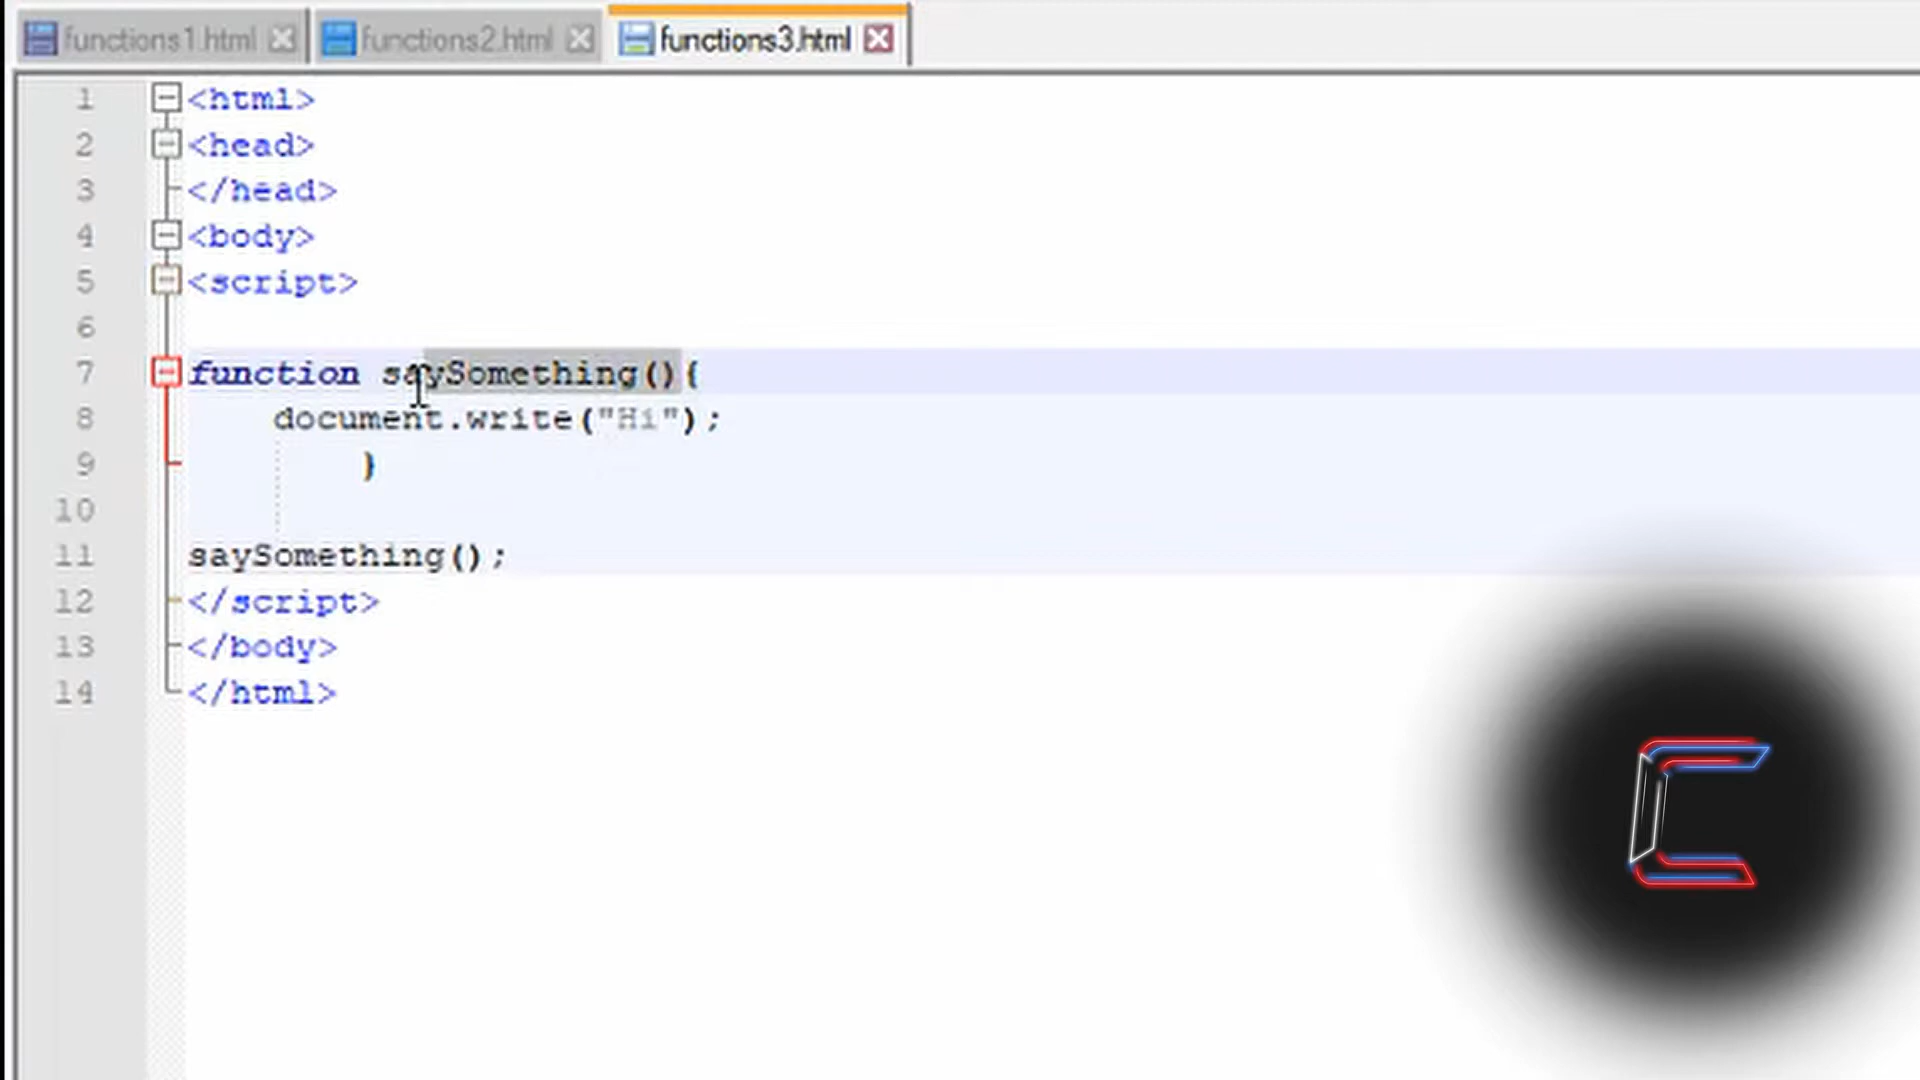 functions1.html functions2.html functions3.html
1 <html>
2 <head>
3 </head>
4 <body>
5 <script>
6
7 function saySomething(){
8 document.write("Hi");
9 }
10
11 saySomething();
12 </script>
13 </body>
14 </html>